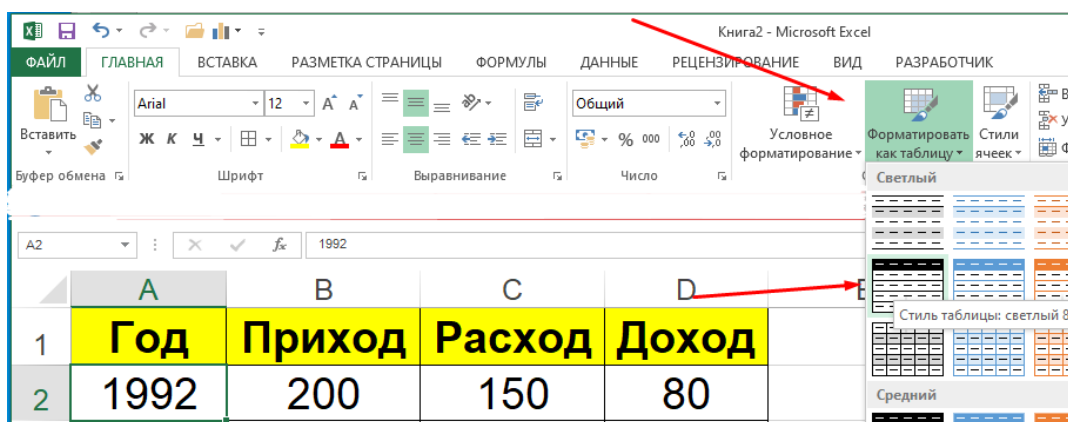 Книга2 - Microsoft Excel
ФАЙЛ ГЛАВНАЯ ВСТАВКА РАЗМЕТКА СТРАНИЦЫ ФОРМУЛЫ ДАННЫЕ РЕЦЕНЗИРОВАНИЕ ВИД РАЗРАБОТЧИК
Arial 12 Общий
Вставить Ж К Ч % 000 Условное форматирование Форматировать как таблицу Стили ячеек
Буфер обмена Шрифт Выравнивание Число
Светлый
A2 fx 1992
A B C D E
Стиль таблицы: светлый 8
1 Год Приход Расход Доход
2 1992 200 150 80
Средний